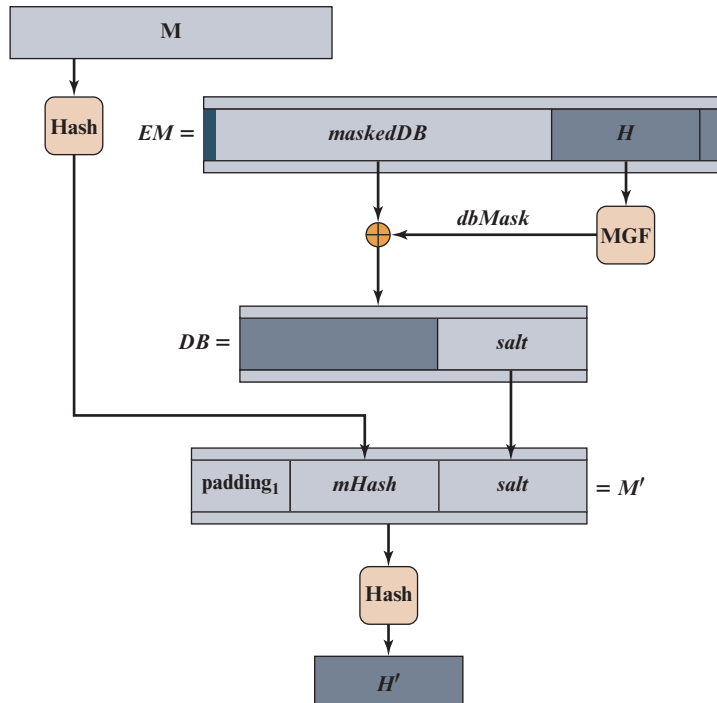 M
Hash
EM = maskedDB H
dbMask
MGF
DB = salt
padding₁ mHash salt = M′
Hash
H′